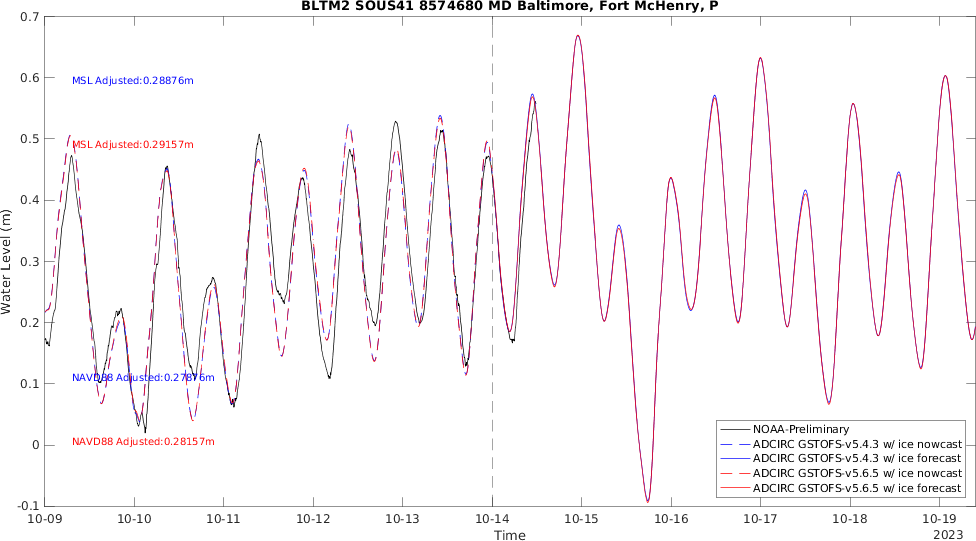 BLTM2 SOUS41 8574680 MD Baltimore, Fort McHenry, P
0.7
0.6
0.5
0.4
0.3
0.2
0.1
0
-0.1
Water Level (m)
MSL Adjusted:0.28876m
MSL Adjusted:0.29157m
NAVD88 Adjusted:0.27876m
NAVD88 Adjusted:0.28157m
NOAA-Preliminary
ADCIRC GSTOFS-v5.4.3 w/ ice nowcast
ADCIRC GSTOFS-v5.4.3 w/ ice forecast
ADCIRC GSTOFS-v5.6.5 w/ ice nowcast
ADCIRC GSTOFS-v5.6.5 w/ ice forecast
10-09 10-10 10-11 10-12 10-13 10-14 10-15 10-16 10-17 10-18 10-19
Time
2023